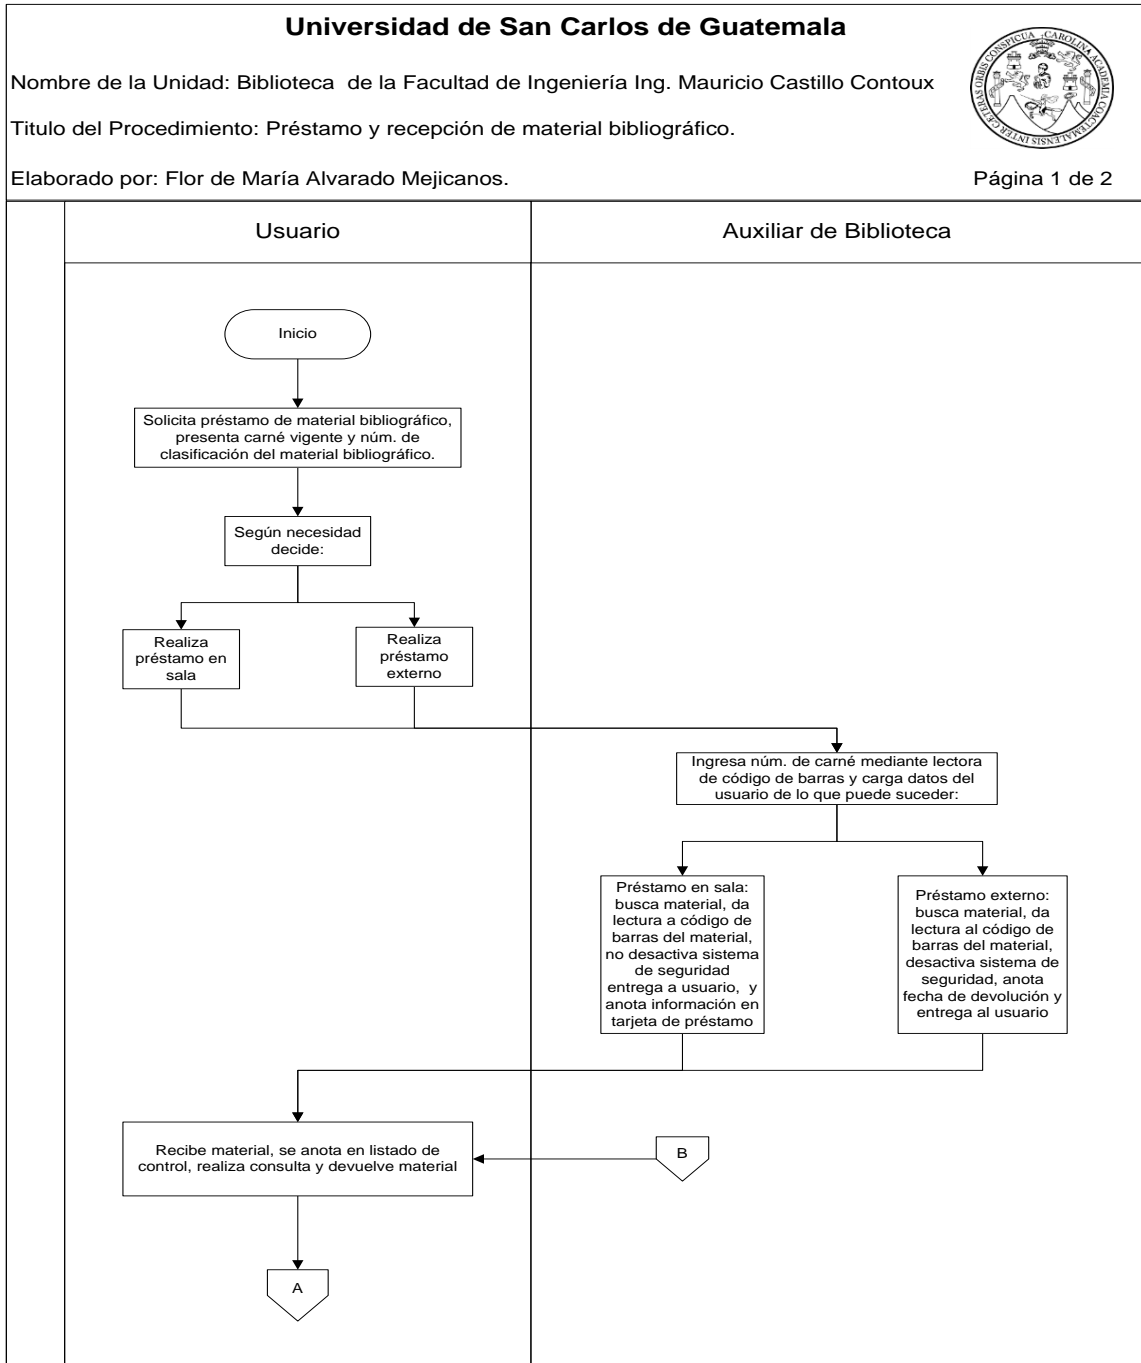 Universidad de San Carlos de Guatemala
Nombre de la Unidad: Biblioteca  de la Facultad de Ingeniería Ing. Mauricio Castillo Contoux
Titulo del Procedimiento: Préstamo y recepción de material bibliográfico.
Elaborado por: Flor de María Alvarado Mejicanos.
Página 1 de 2
CAROLINA ACADEMIA COACTEMALENSIS INTER CÆTERAS ORBIS CONSPICUA
Usuario
Auxiliar de Biblioteca
Inicio
Solicita préstamo de material bibliográfico,
presenta carné vigente y núm. de
clasificación del material bibliográfico.
Según necesidad
decide:
Realiza
préstamo en
sala
Realiza
préstamo
externo
Ingresa núm. de carné mediante lectora
de código de barras y carga datos del
usuario de lo que puede suceder:
Préstamo en sala:
busca material, da
lectura a código de
barras del material,
no desactiva sistema
de seguridad
entrega a usuario,  y
anota información en
tarjeta de préstamo
Préstamo externo:
busca material, da
lectura al código de
barras del material,
desactiva sistema de
seguridad, anota
fecha de devolución y
entrega al usuario
Recibe material, se anota en listado de
control, realiza consulta y devuelve material
B
A